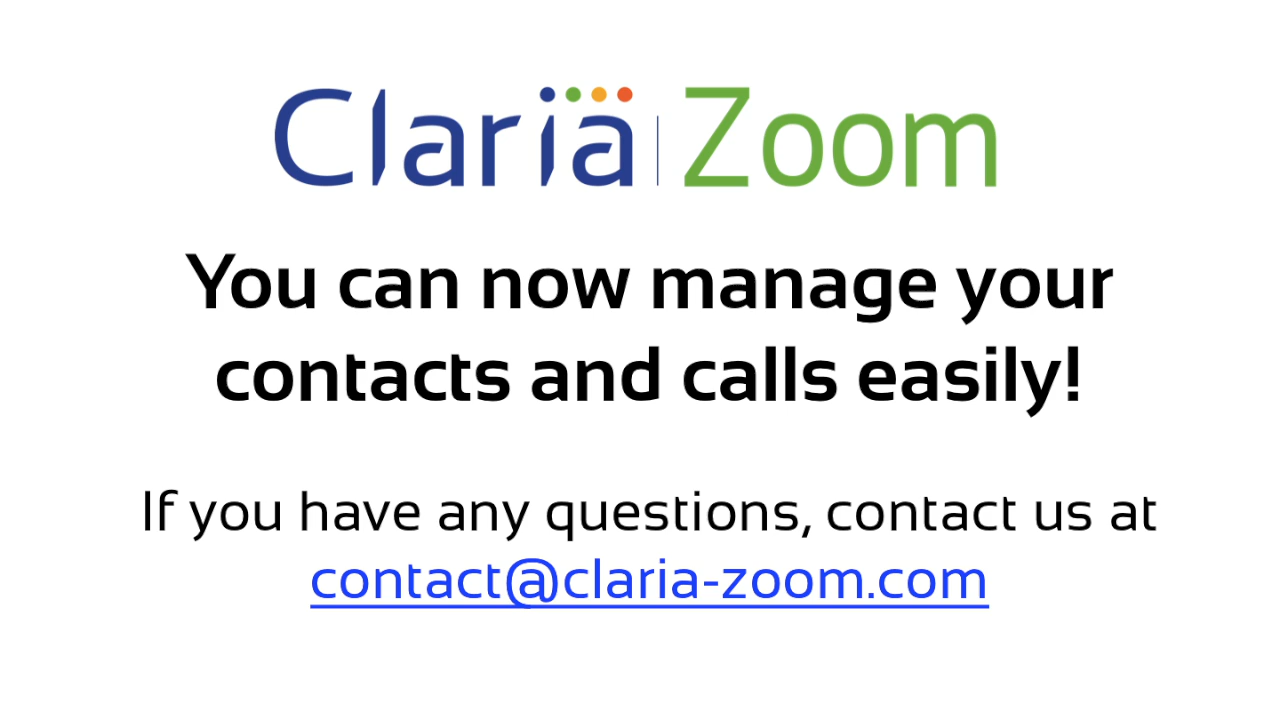 Claria | Zoom
You can now manage your
contacts and calls easily!
If you have any questions, contact us at
contact@claria-zoom.com